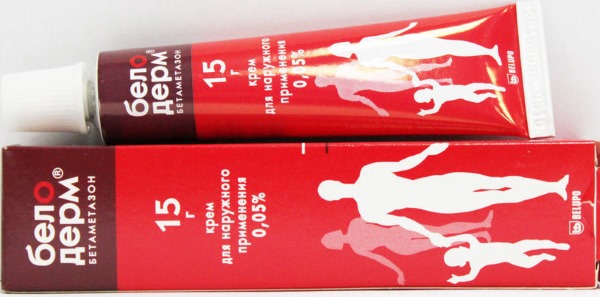 бело
дерм®
БЕТАМЕТАЗОН
15
г
крем
для наружного
применения
0,05%
BELUPO
бело
дерм®
БЕТАМЕТАЗОН
15
г
крем
для наружного
применения
0,05%
BELUPO